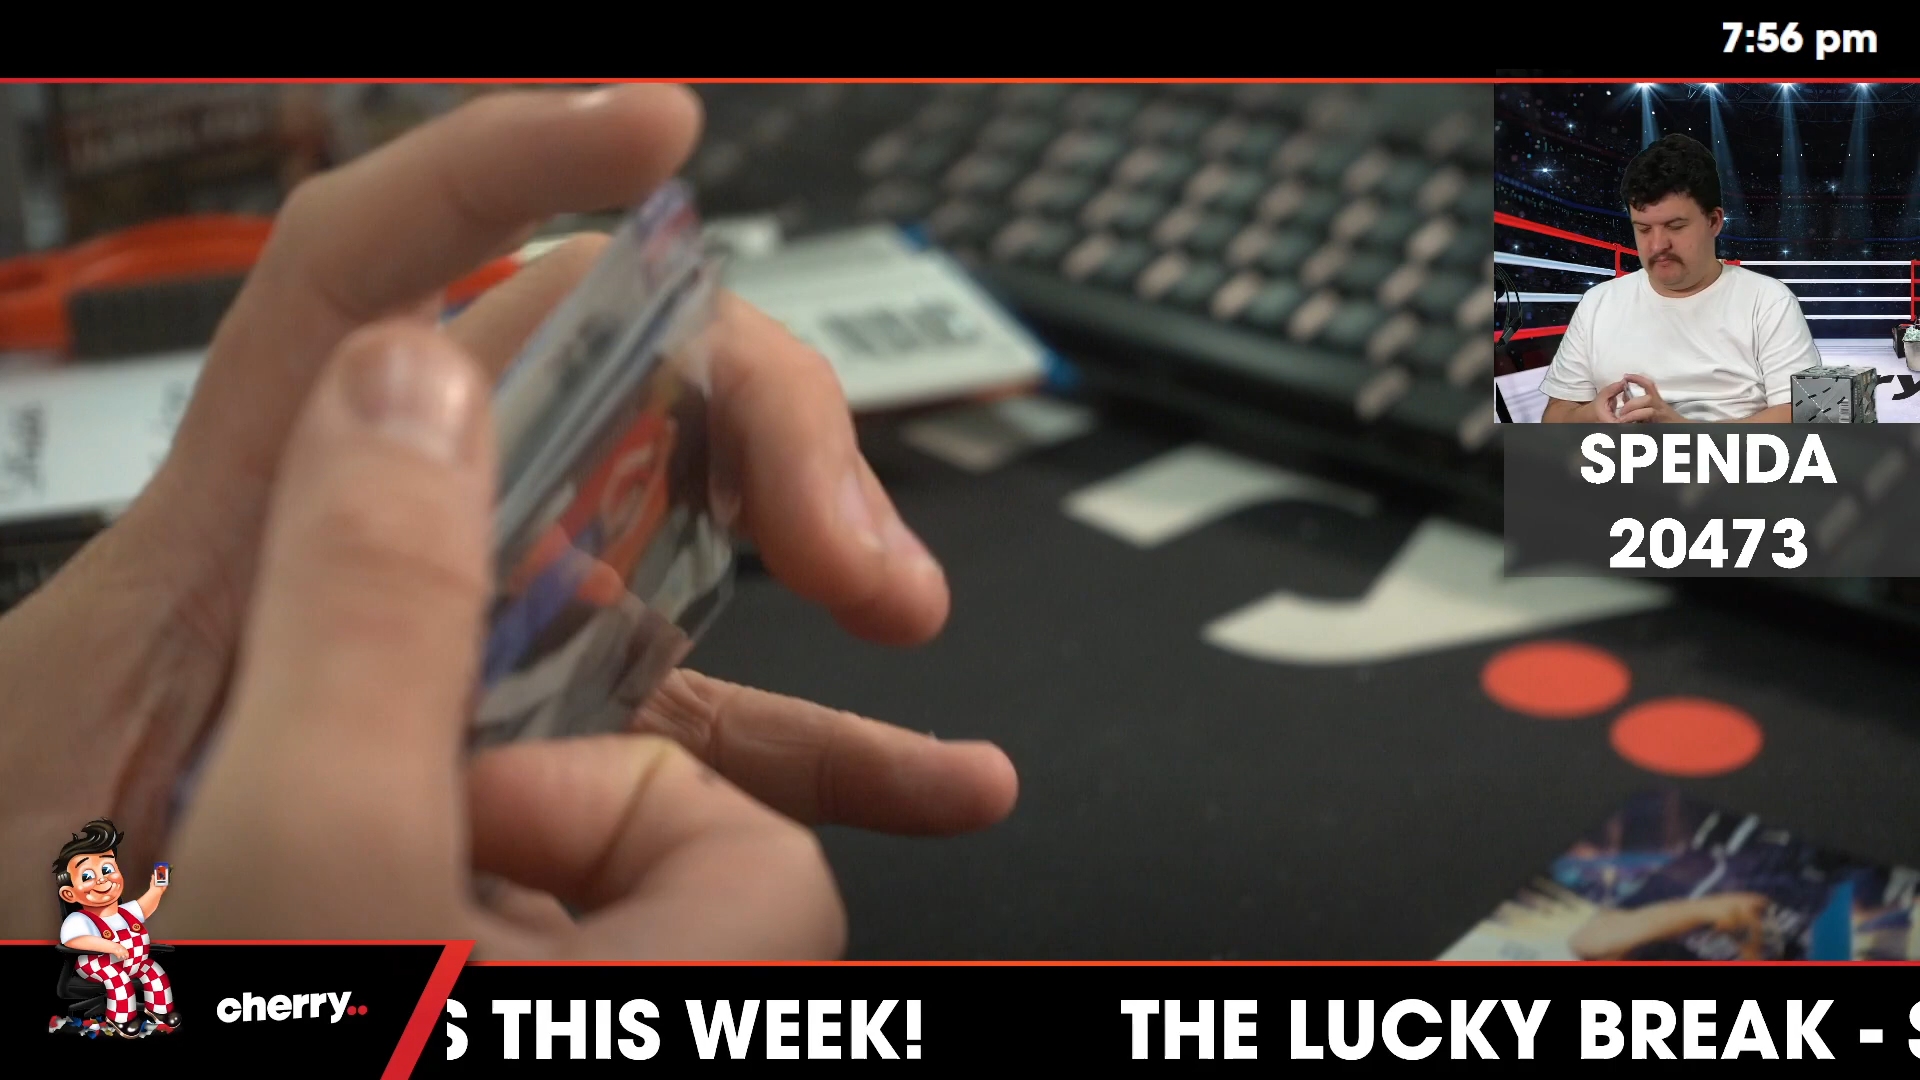 7:56 pm
SPENDA
20473
cherry..
S THIS WEEK!
THE LUCKY BREAK -